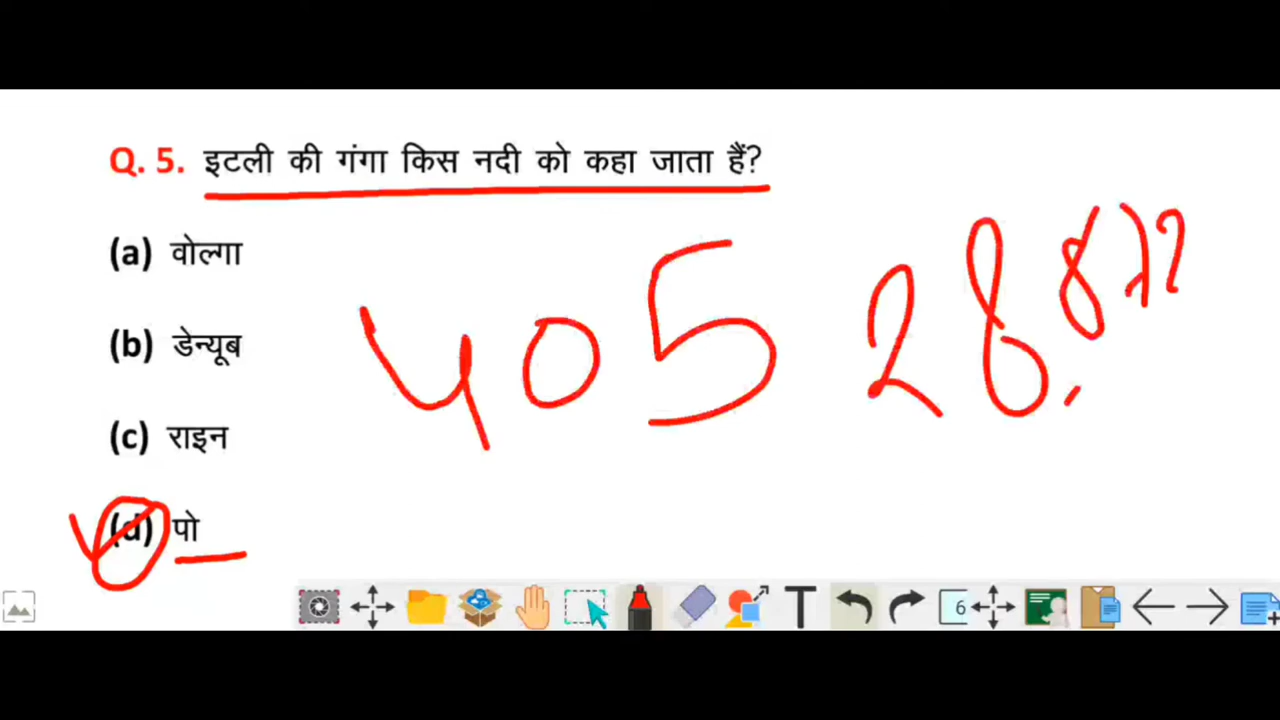 Q. 5. इटली की गंगा किस नदी को कहा जाता हैं?
(a) वोल्गा
(b) डेन्यूब
(c) राइन
(d) पो
405 28.
T
6